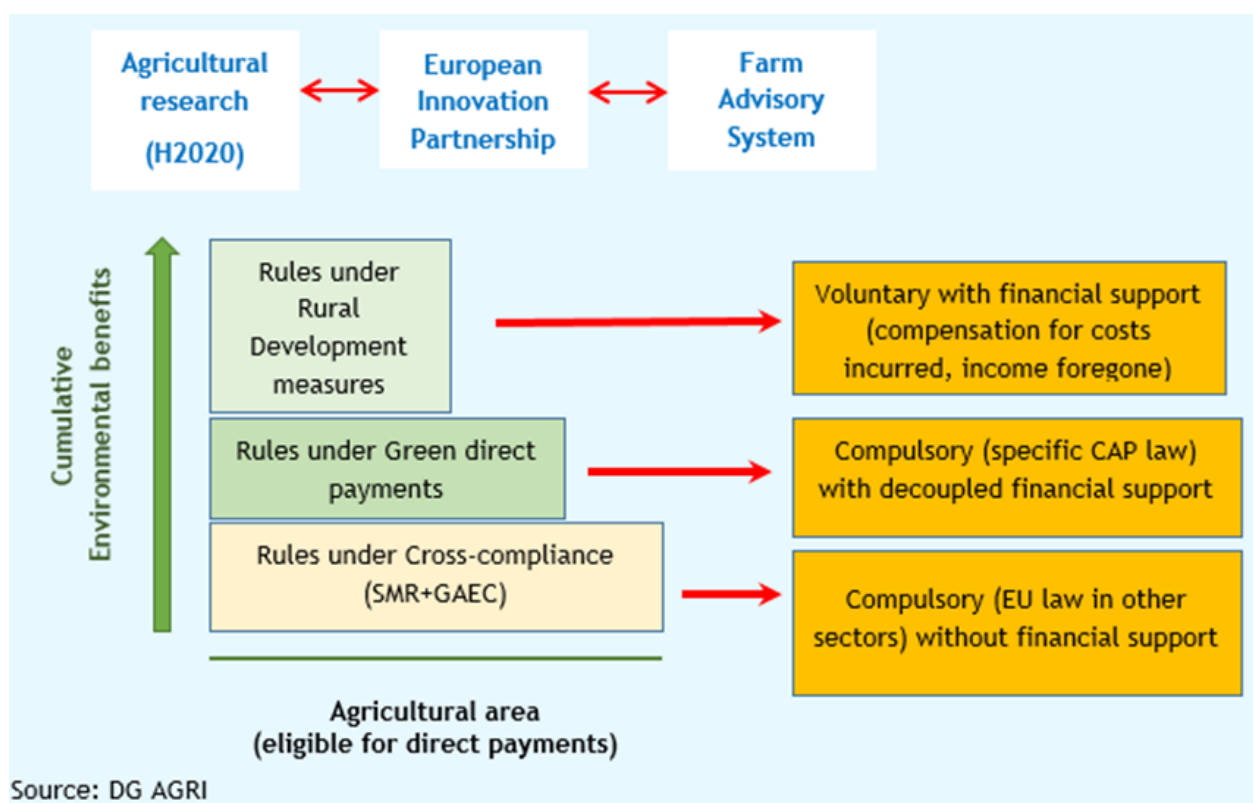 Agricultural
research
(H2020)
European
Innovation
Partnership
Farm
Advisory
System
Cumulative
Environmental benefits
Rules under
Rural
Development
measures
Voluntary with financial support
(compensation for costs
incurred, income foregone)
Rules under Green direct
payments
Compulsory (specific CAP law)
with decoupled financial support
Rules under Cross-compliance
(SMR+GAEC)
Compulsory (EU law in other
sectors) without financial support
Agricultural area
(eligible for direct payments)
Source: DG AGRI